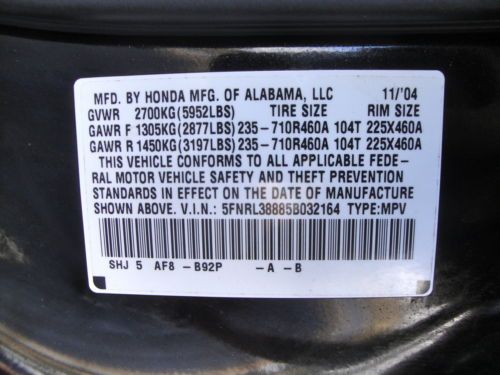 MFD. BY HONDA MFG. OF ALABAMA, LLC 11/'04
GVWR 2700KG(5952LBS) TIRE SIZE RIM SIZE
GAWR F 1305KG(2877LBS)235-710R460A 104T 225X460A
GAWR R 1450KG(3197LBS)235-710R460A 104T 225X460A
THIS VEHICLE CONFORMS TO ALL APPLICABLE FEDE-
RAL MOTOR VEHICLE SAFETY AND THEFT PREVENTION
STANDARDS IN EFFECT ON THE DATE OF MANUFACTURE
SHOWN ABOVE. V.I.N.: 5FNRL38885B032164 TYPE:MPV
SHJ 5 AF8 -B92P -A -B